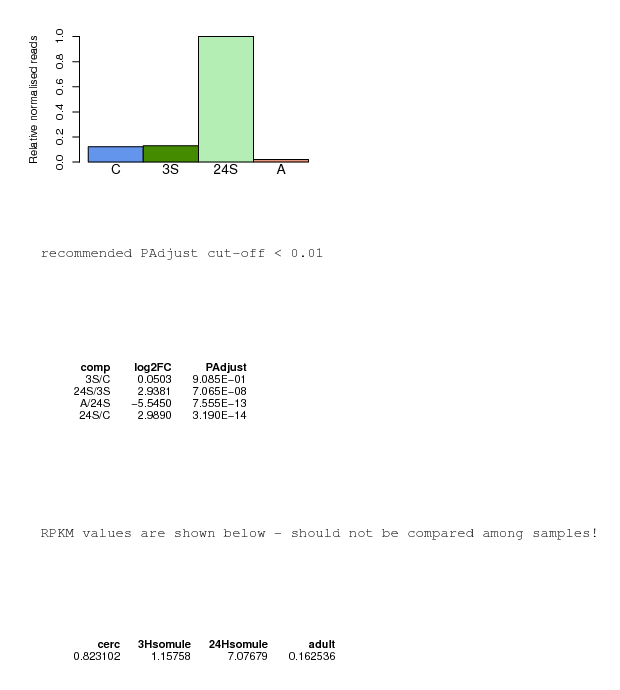 Relative normalised reads
1.0
0.8
0.6
0.4
0.2
0.0
C 3S 24S A
recommended PAdjust cut-off < 0.01
comp log2FC PAdjust
3S/C 0.0503 9.085E-01
24S/3S 2.9381 7.065E-08
A/24S -5.5450 7.555E-13
24S/C 2.9890 3.190E-14
RPKM values are shown below - should not be compared among samples!
cerc 3Hsomule 24Hsomule adult
0.823102 1.15758 7.07679 0.162536